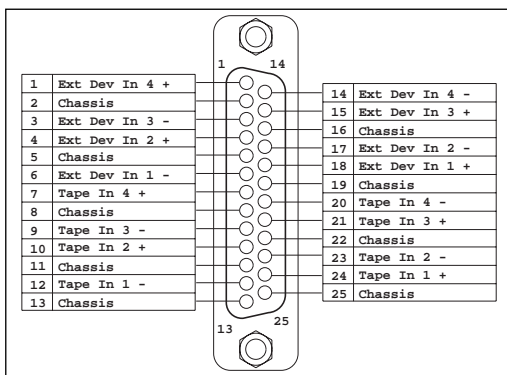 1 14
1 Ext Dev In 4 +
2 Chassis
3 Ext Dev In 3 -
4 Ext Dev In 2 +
5 Chassis
6 Ext Dev In 1 -
7 Tape In 4 +
8 Chassis
9 Tape In 3 -
10 Tape In 2 +
11 Chassis
12 Tape In 1 -
13 Chassis
14 Ext Dev In 4 -
15 Ext Dev In 3 +
16 Chassis
17 Ext Dev In 2 -
18 Ext Dev In 1 +
19 Chassis
20 Tape In 4 -
21 Tape In 3 +
22 Chassis
23 Tape In 2 -
24 Tape In 1 +
25 Chassis
13 25